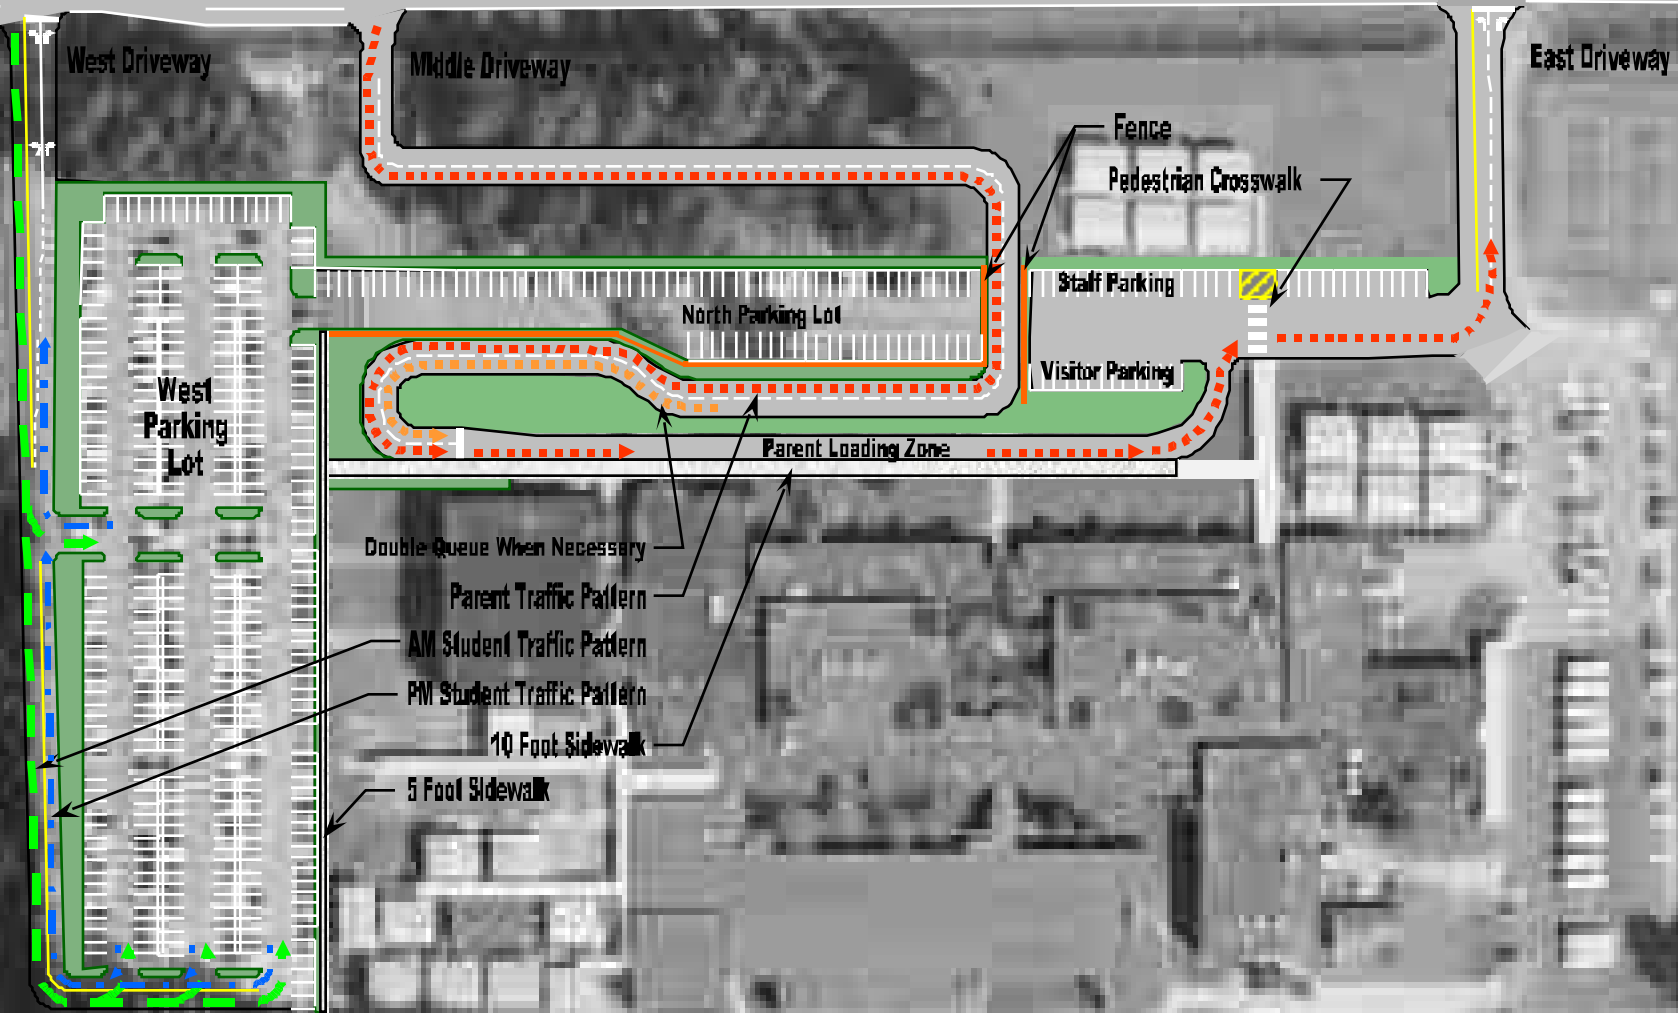 West Driveway
Middle Driveway
East Driveway
Fence
Pedestrian Crosswalk
Staff Parking
North Parking Lot
Visitor Parking
West
Parking
Lot
Parent Loading Zone
Double Queue When Necessary
Parent Traffic Pattern
AM Student Traffic Pattern
PM Student Traffic Pattern
10 Foot Sidewalk
5 Foot Sidewalk